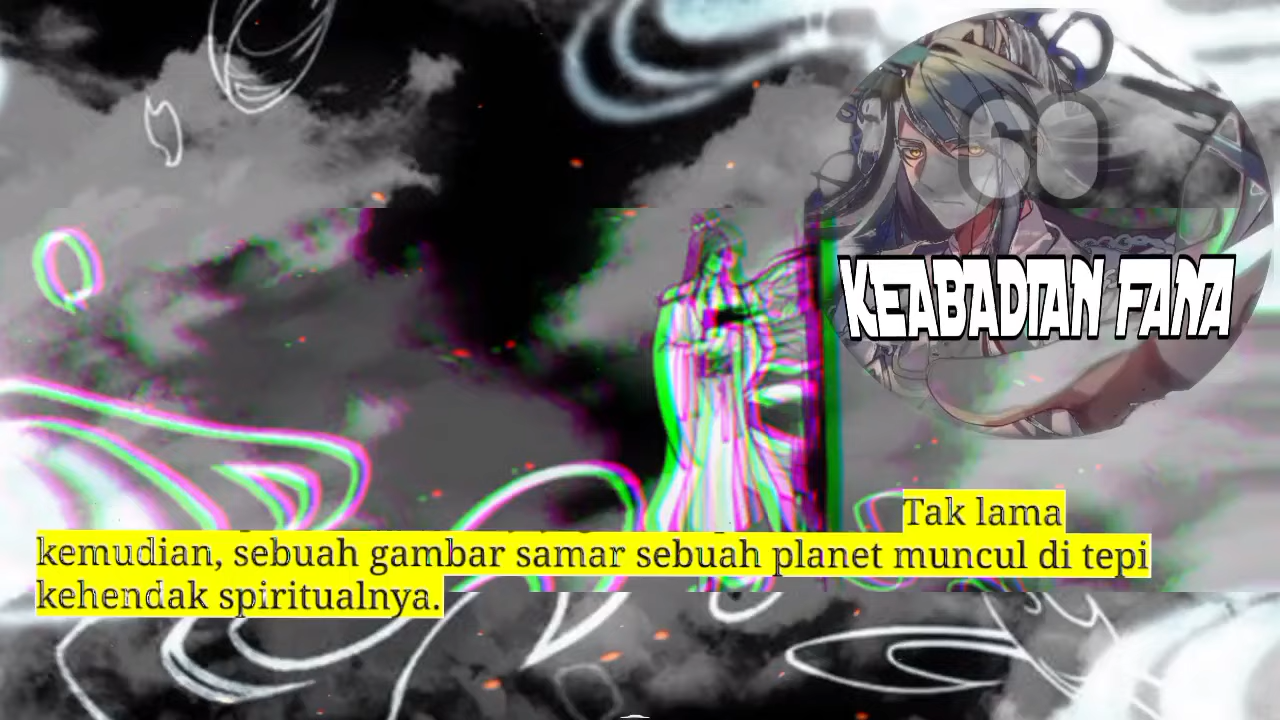 KEABADIAN FANA
Tak lama
kemudian, sebuah gambar samar sebuah planet muncul di tepi
kehendak spiritualnya.